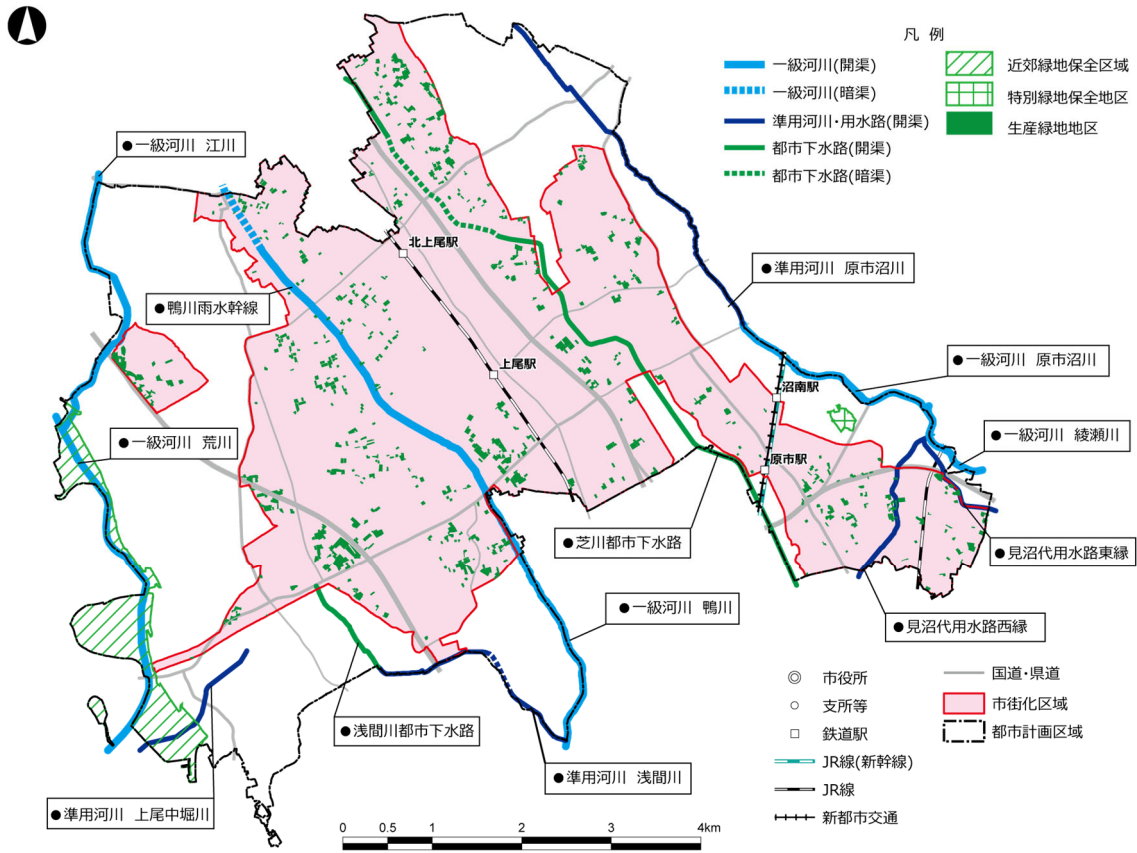 凡 例
一級河川(開渠)
一級河川(暗渠)
準用河川・用水路(開渠)
都市下水路(開渠)
都市下水路(暗渠)
近郊緑地保全区域
特別緑地保全地区
生産緑地地区
●一級河川 江川
北上尾駅
●準用河川 原市沼川
●鴨川雨水幹線
上尾駅
●一級河川 原市沼川
沼南駅
●一級河川 荒川
●一級河川 綾瀬川
原市駅
●芝川都市下水路
●見沼代用水路東縁
●一級河川 鴨川
●見沼代用水路西縁
◎ 市役所
○ 支所等
□ 鉄道駅
JR線(新幹線)
JR線
新都市交通
国道・県道
市街化区域
都市計画区域
●浅間川都市下水路
●準用河川 浅間川
●準用河川 上尾中堀川
0 0.5 1 2 3 4km